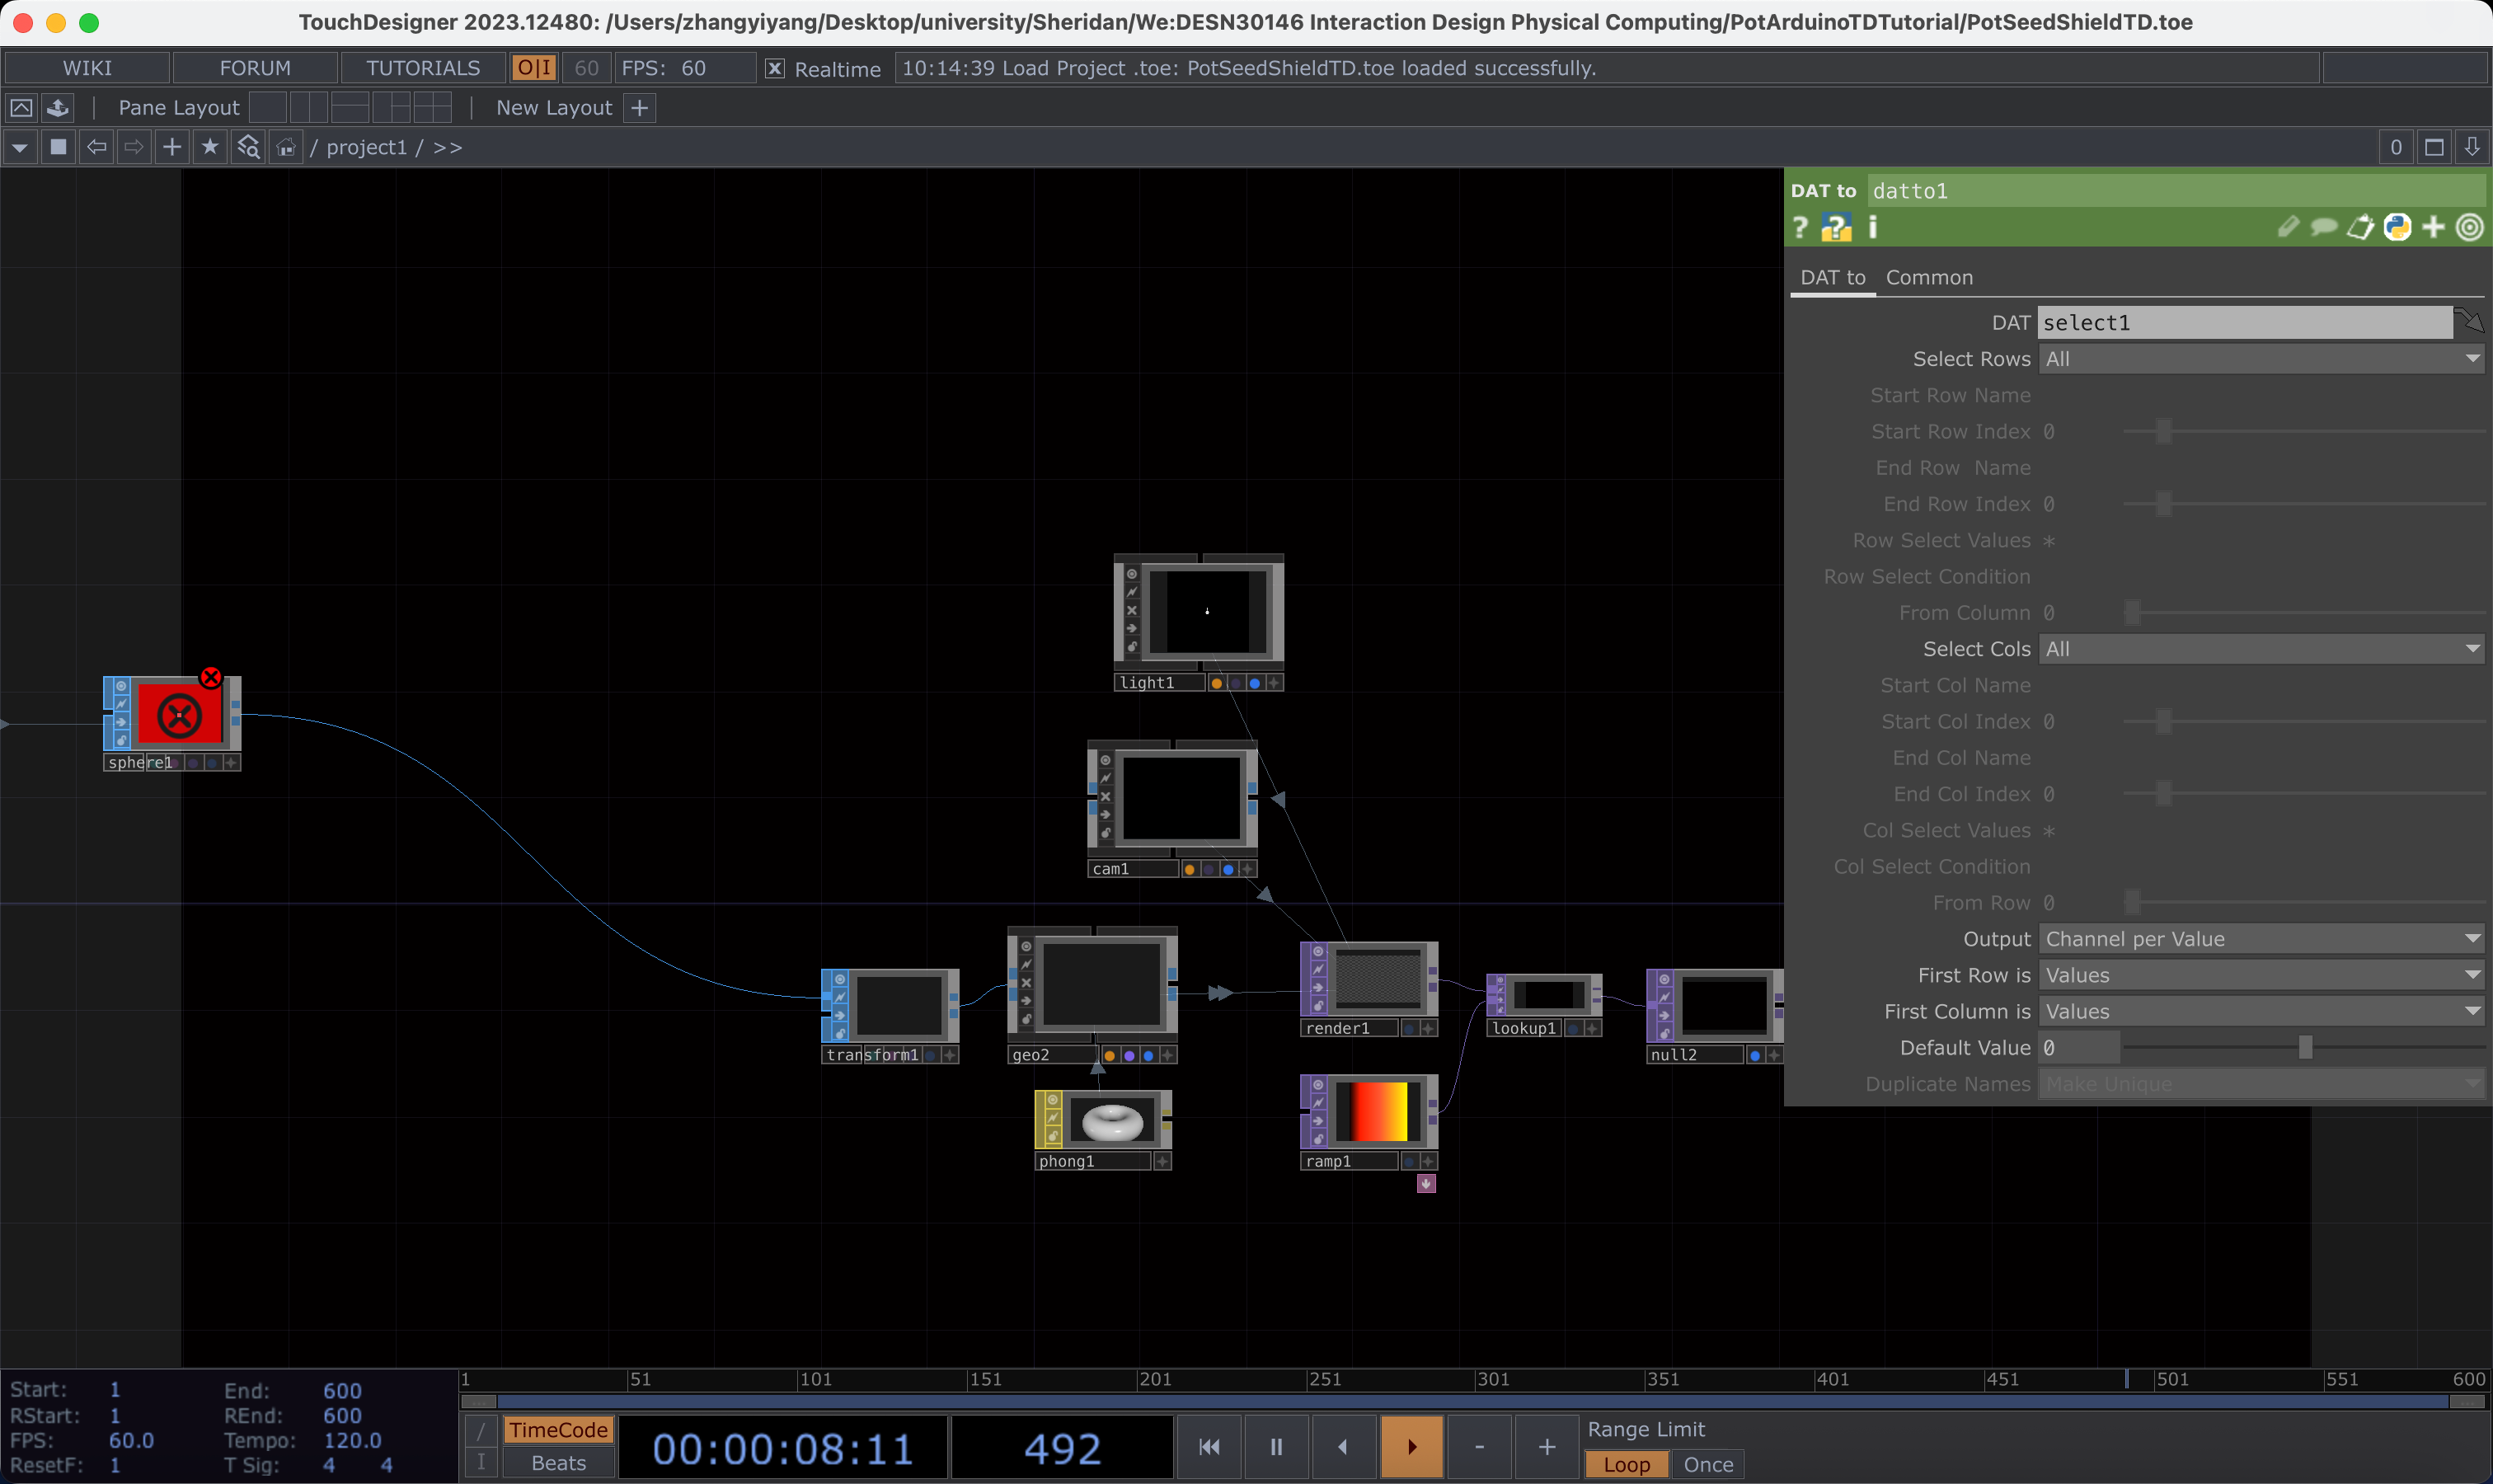 TouchDesigner 2023.12480: /Users/zhangyiyang/Desktop/university/Sheridan/We:DESN30146 Interaction Design Physical Computing/PotArduinoTDTutorial/PotSeedShieldTD.toe
WIKI FORUM TUTORIALS O|I 60 FPS: 60 Realtime 10:14:39 Load Project .toe: PotSeedShieldTD.toe loaded successfully.
Pane Layout New Layout +
/ project1 / >> 0
DAT to datto1
DAT to Common
DAT select1
Select Rows All
Start Row Name
Start Row Index 0
End Row Name
End Row Index 0
Row Select Values *
Row Select Condition
From Column 0
Select Cols All
Start Col Name
Start Col Index 0
End Col Name
End Col Index 0
Col Select Values *
Col Select Condition
From Row 0
Output Channel per Value
First Row is Values
First Column is Values
Default Value 0
Duplicate Names Make Unique
light1
sphere1
cam1
render1
lookup1
transform1
geo2
null2
phong1
ramp1
1 51 101 151 201 251 301 351 401 451 501 551 600
Start: 1 End: 600
RStart: 1 REnd: 600
FPS: 60.0 Tempo: 120.0
ResetF: 1 T Sig: 4 4
/ TimeCode
I Beats
00:00:08:11 492
- +
Range Limit
Loop Once